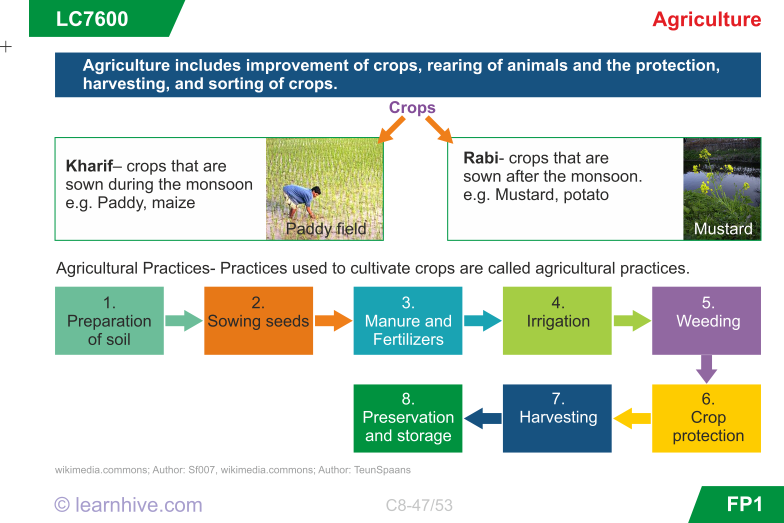 LC7600
Agriculture
Agriculture includes improvement of crops, rearing of animals and the protection,
harvesting, and sorting of crops.
Crops
Kharif– crops that are
sown during the monsoon
e.g. Paddy, maize
Paddy field
Rabi- crops that are
sown after the monsoon.
e.g. Mustard, potato
Mustard
Agricultural Practices- Practices used to cultivate crops are called agricultural practices.
1.
Preparation
of soil
2.
Sowing seeds
3.
Manure and
Fertilizers
4.
Irrigation
5.
Weeding
6.
Crop
protection
7.
Harvesting
8.
Preservation
and storage
wikimedia.commons; Author: Sf007, wikimedia.commons; Author: TeunSpaans
© learnhive.com
C8-47/53
FP1